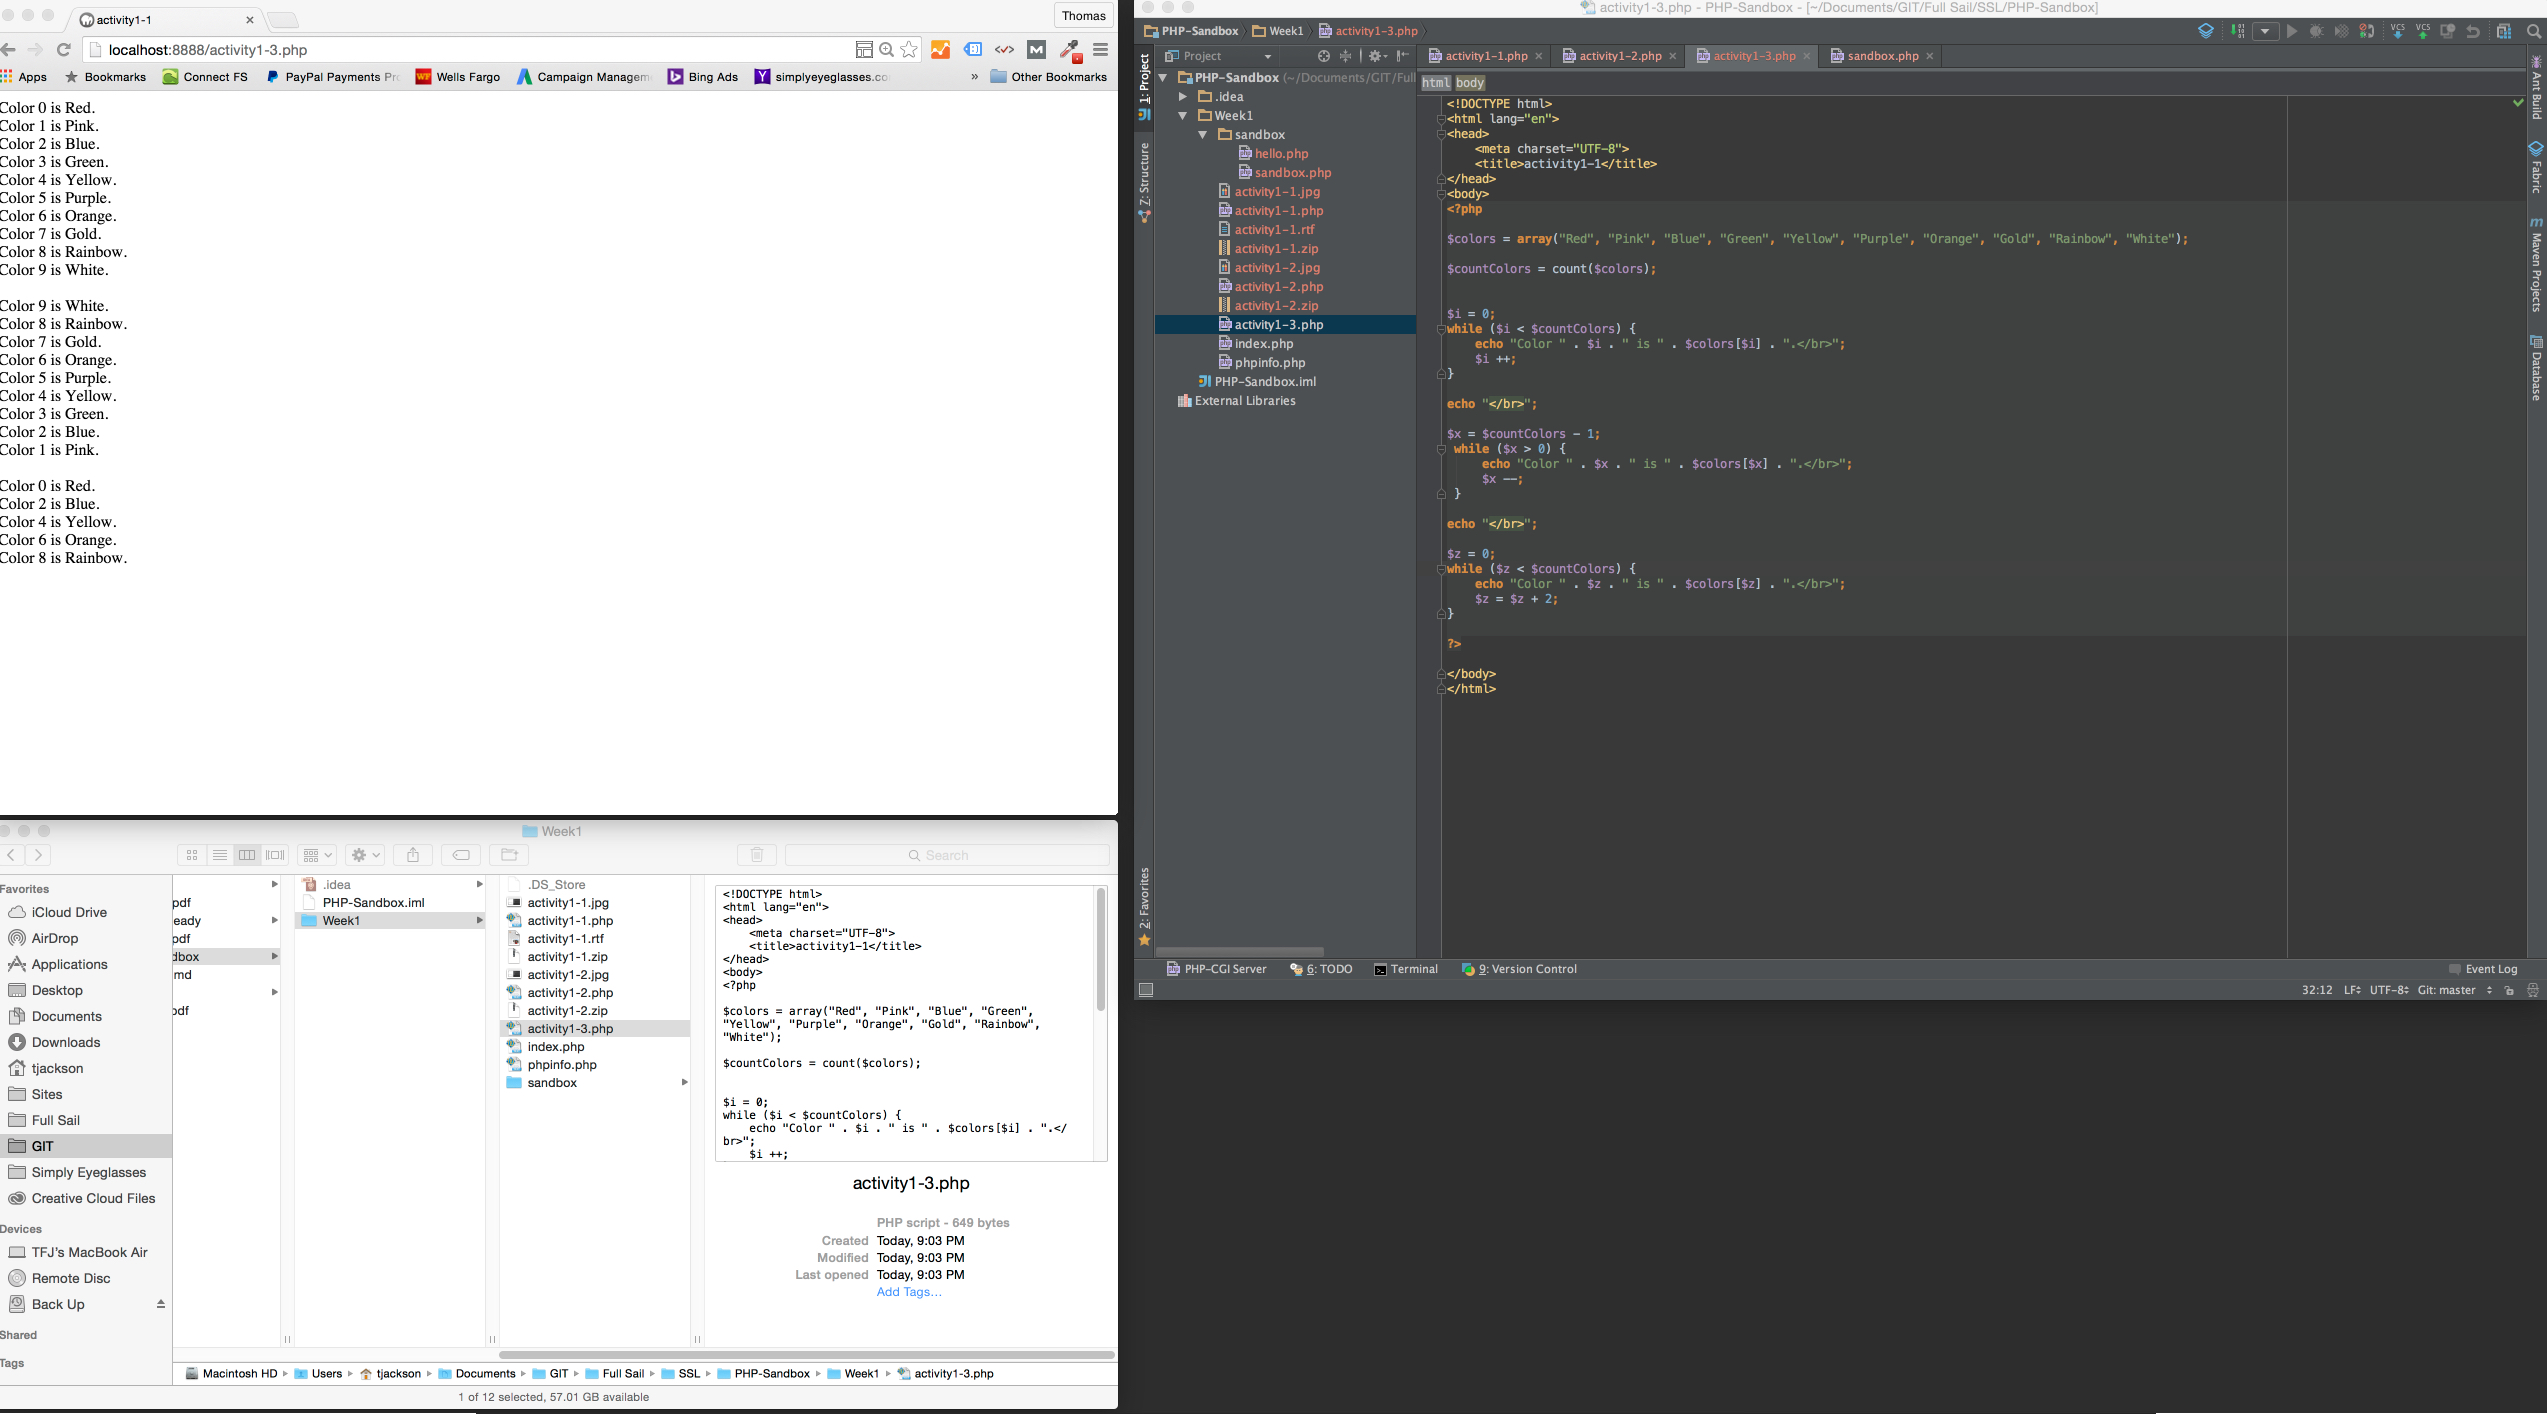 activity1-1
Thomas
localhost:8888/activity1-3.php
Apps Bookmarks Connect FS PayPal Payments Pr Wells Fargo Campaign Managem Bing Ads simplyeyeglasses.co » Other Bookmarks
Color 0 is Red.
Color 1 is Pink.
Color 2 is Blue.
Color 3 is Green.
Color 4 is Yellow.
Color 5 is Purple.
Color 6 is Orange.
Color 7 is Gold.
Color 8 is Rainbow.
Color 9 is White.
Color 9 is White.
Color 8 is Rainbow.
Color 7 is Gold.
Color 6 is Orange.
Color 5 is Purple.
Color 4 is Yellow.
Color 3 is Green.
Color 2 is Blue.
Color 1 is Pink.
Color 0 is Red.
Color 2 is Blue.
Color 4 is Yellow.
Color 6 is Orange.
Color 8 is Rainbow.
activity1-3.php - PHP-Sandbox - [~/Documents/GIT/Full Sail/SSL/PHP-Sandbox]
PHP-Sandbox Week1 activity1-3.php
Project
activity1-1.php activity1-2.php activity1-3.php sandbox.php
1: Project
Z: Structure
2: Favorites
PHP-Sandbox (~/Documents/GIT/Full
.idea
Week1
sandbox
hello.php
sandbox.php
activity1-1.jpg
activity1-1.php
activity1-1.rtf
activity1-1.zip
activity1-2.jpg
activity1-2.php
activity1-2.zip
activity1-3.php
index.php
phpinfo.php
PHP-Sandbox.iml
External Libraries
html body
<!DOCTYPE html>
<html lang="en">
<head>
<meta charset="UTF-8">
<title>activity1-1</title>
</head>
<body>
<?php
$colors = array("Red", "Pink", "Blue", "Green", "Yellow", "Purple", "Orange", "Gold", "Rainbow", "White");
$countColors = count($colors);
$i = 0;
while ($i < $countColors) {
echo "Color " . $i . " is " . $colors[$i] . ".</br>";
$i ++;
}
echo "</br>";
$x = $countColors - 1;
while ($x > 0) {
echo "Color " . $x . " is " . $colors[$x] . ".</br>";
$x --;
}
echo "</br>";
$z = 0;
while ($z < $countColors) {
echo "Color " . $z . " is " . $colors[$z] . ".</br>";
$z = $z + 2;
}
?>
</body>
</html>
Ant Build
Fabric
Maven Projects
Database
PHP-CGI Server 6: TODO Terminal 9: Version Control Event Log
32:12 LF UTF-8 Git: master
Week1
Search
Favorites
iCloud Drive
AirDrop
Applications
Desktop
Documents
Downloads
tjackson
Sites
Full Sail
GIT
Simply Eyeglasses
Creative Cloud Files
Devices
TFJ's MacBook Air
Remote Disc
Back Up
Shared
Tags
pdf
eady
pdf
dbox
md
pdf
.idea
PHP-Sandbox.iml
Week1
.DS_Store
activity1-1.jpg
activity1-1.php
activity1-1.rtf
activity1-1.zip
activity1-2.jpg
activity1-2.php
activity1-2.zip
activity1-3.php
index.php
phpinfo.php
sandbox
<!DOCTYPE html>
<html lang="en">
<head>
<meta charset="UTF-8">
<title>activity1-1</title>
</head>
<body>
<?php
$colors = array("Red", "Pink", "Blue", "Green",
"Yellow", "Purple", "Orange", "Gold", "Rainbow",
"White");
$countColors = count($colors);
$i = 0;
while ($i < $countColors) {
echo "Color " . $i . " is " . $colors[$i] . ".</
br>";
$i ++;
activity1-3.php
PHP script - 649 bytes
Created Today, 9:03 PM
Modified Today, 9:03 PM
Last opened Today, 9:03 PM
Add Tags...
Macintosh HD Users tjackson Documents GIT Full Sail SSL PHP-Sandbox Week1 activity1-3.php
1 of 12 selected, 57.01 GB available